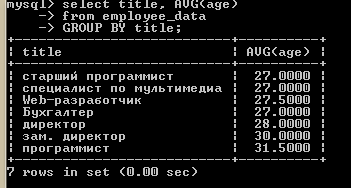 mysql> select title, AVG(age)
-> from employee_data
-> GROUP BY title;
+----------------------------+----------+
| title | AVG(age) |
+----------------------------+----------+
| старший программист | 27.0000 |
| специалист по мультимедиа | 27.0000 |
| Web-разработчик | 27.5000 |
| Бухгалтер | 27.0000 |
| директор | 28.0000 |
| зам. директор | 30.0000 |
| программист | 31.5000 |
+----------------------------+----------+
7 rows in set (0.00 sec)